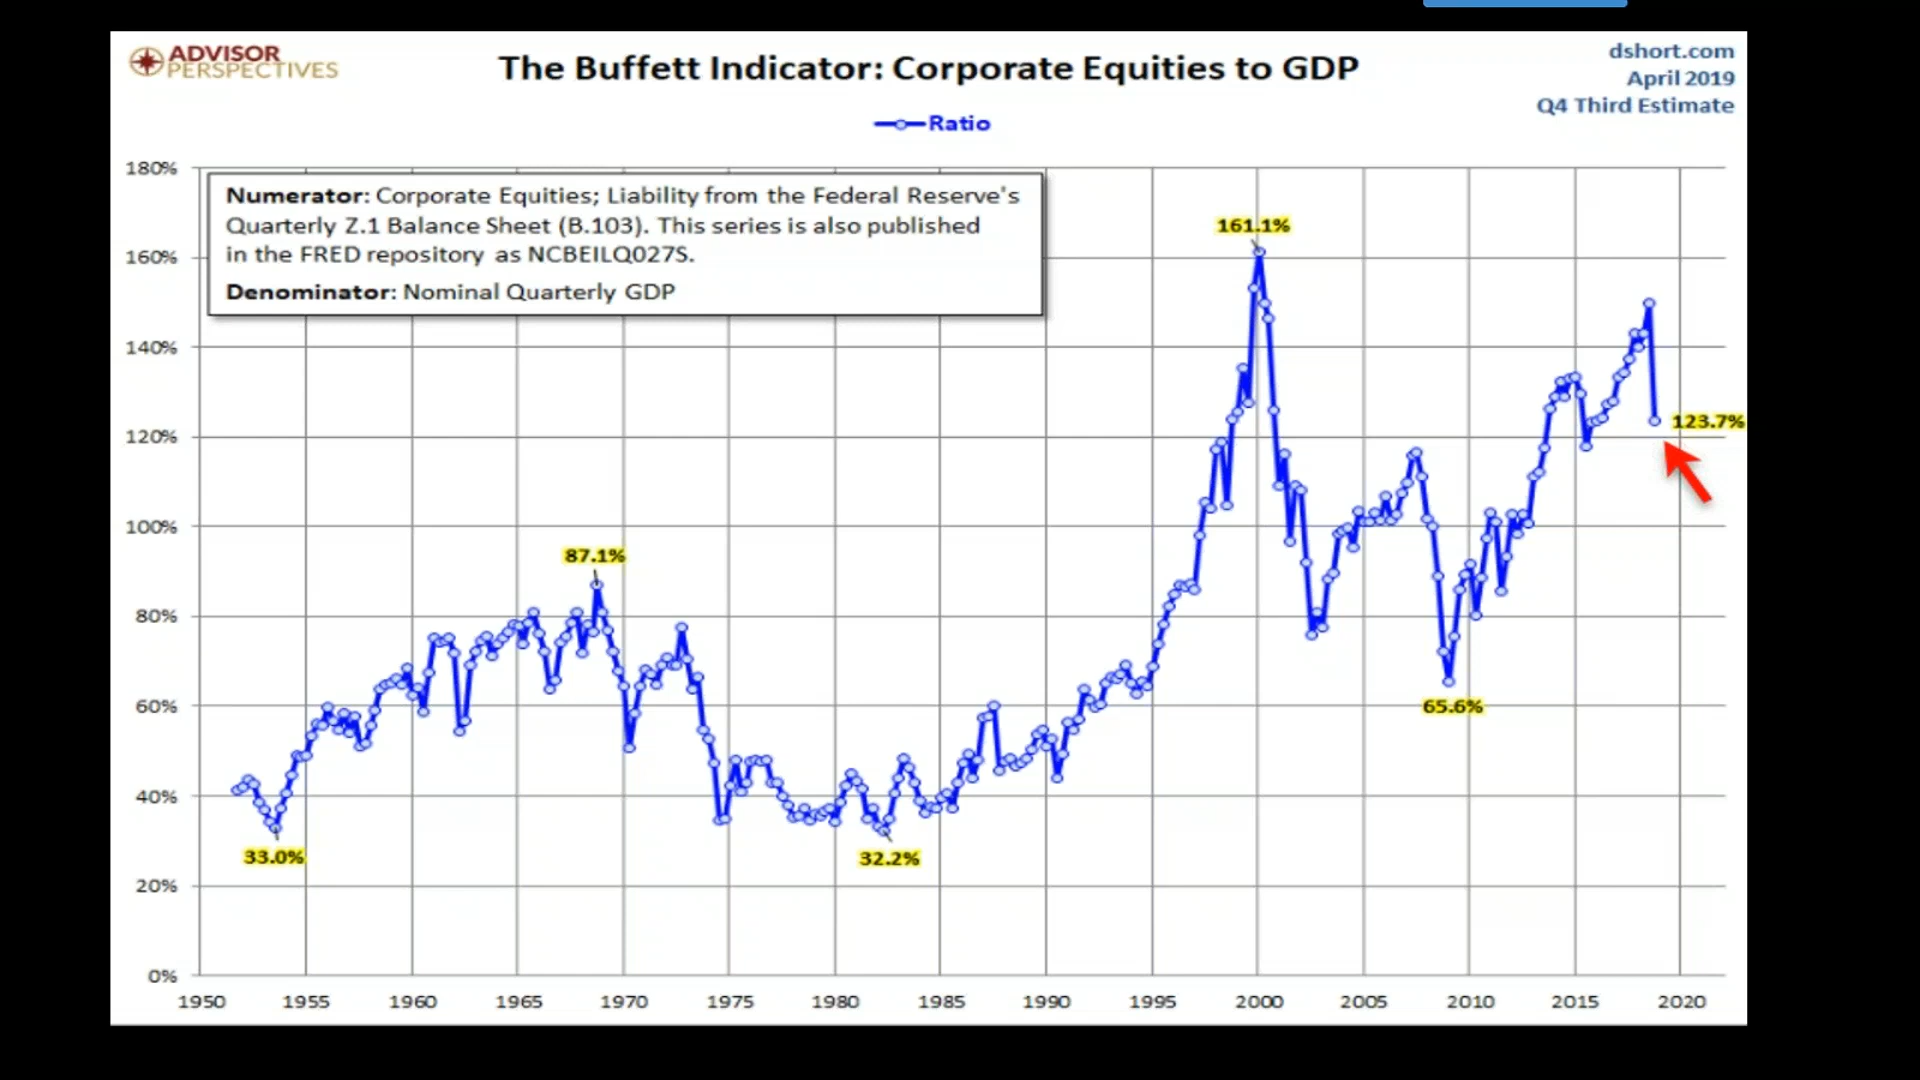 ADVISOR
PERSPECTIVES
The Buffett Indicator: Corporate Equities to GDP
dshort.com
April 2019
Q4 Third Estimate
Ratio
180%
160%
140%
120%
100%
80%
60%
40%
20%
0%
Numerator: Corporate Equities; Liability from the Federal Reserve's
Quarterly Z.1 Balance Sheet (B.103). This series is also published
in the FRED repository as NCBEILQ027S.
Denominator: Nominal Quarterly GDP
161.1%
123.7%
87.1%
65.6%
33.0%
32.2%
1950 1955 1960 1965 1970 1975 1980 1985 1990 1995 2000 2005 2010 2015 2020